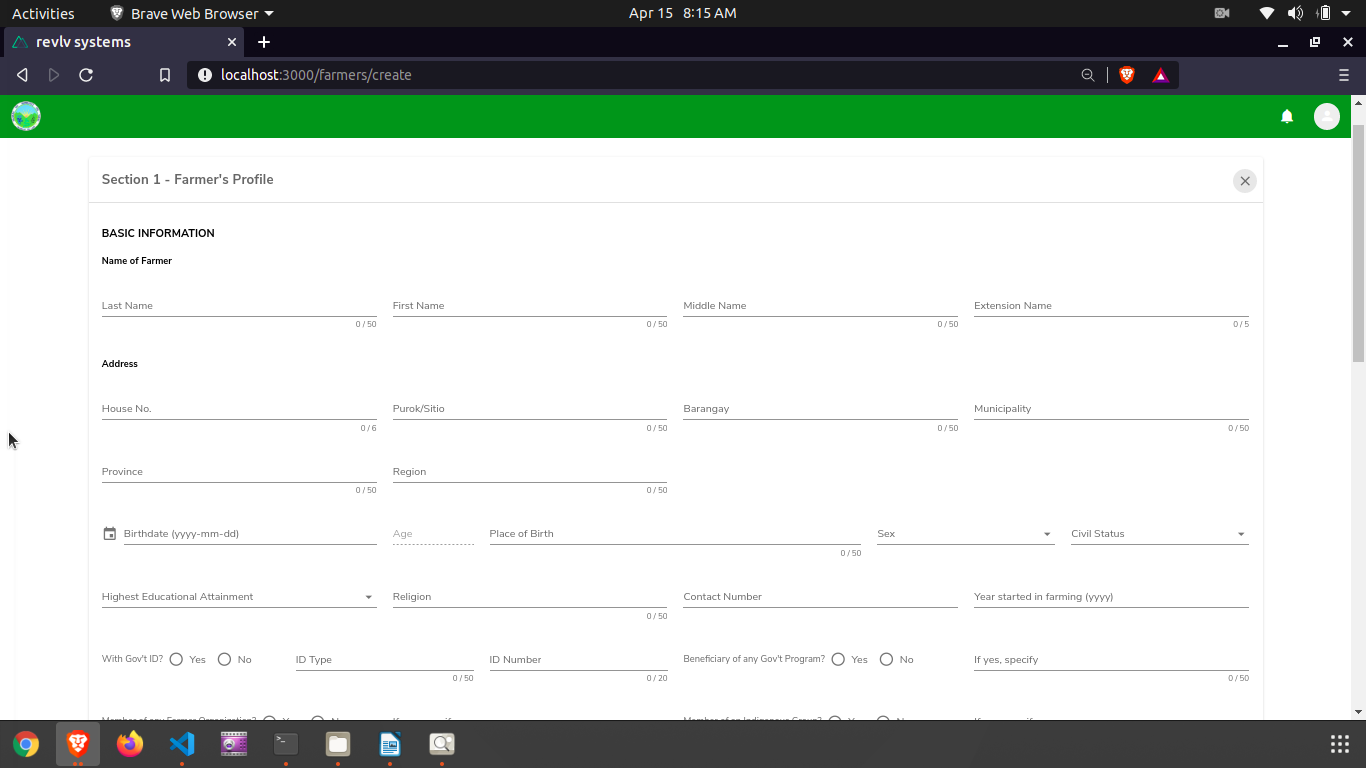 Activities Brave Web Browser Apr 15 8:15 AM
revlv systems
localhost:3000/farmers/create
Section 1 - Farmer's Profile
BASIC INFORMATION
Name of Farmer
Last Name First Name Middle Name Extension Name
0 / 50 0 / 50 0 / 50 0 / 5
Address
House No. Purok/Sitio Barangay Municipality
0 / 6 0 / 50 0 / 50 0 / 50
Province Region
0 / 50 0 / 50
Birthdate (yyyy-mm-dd) Age Place of Birth Sex Civil Status
0 / 50
Highest Educational Attainment Religion Contact Number Year started in farming (yyyy)
0 / 50
With Gov't ID? Yes No ID Type ID Number Beneficiary of any Gov't Program? Yes No If yes, specify
0 / 50 0 / 20 0 / 50